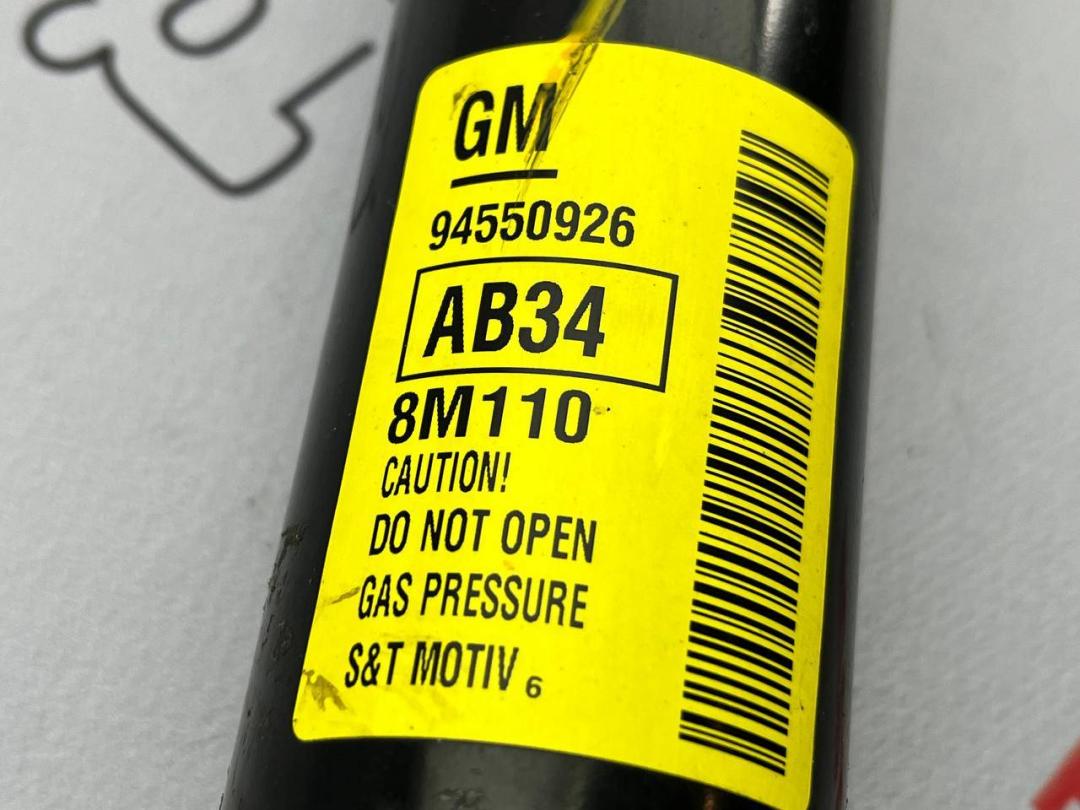 GM
94550926
AB34
8M110
CAUTION!
DO NOT OPEN
GAS PRESSURE
S&T MOTIV 6